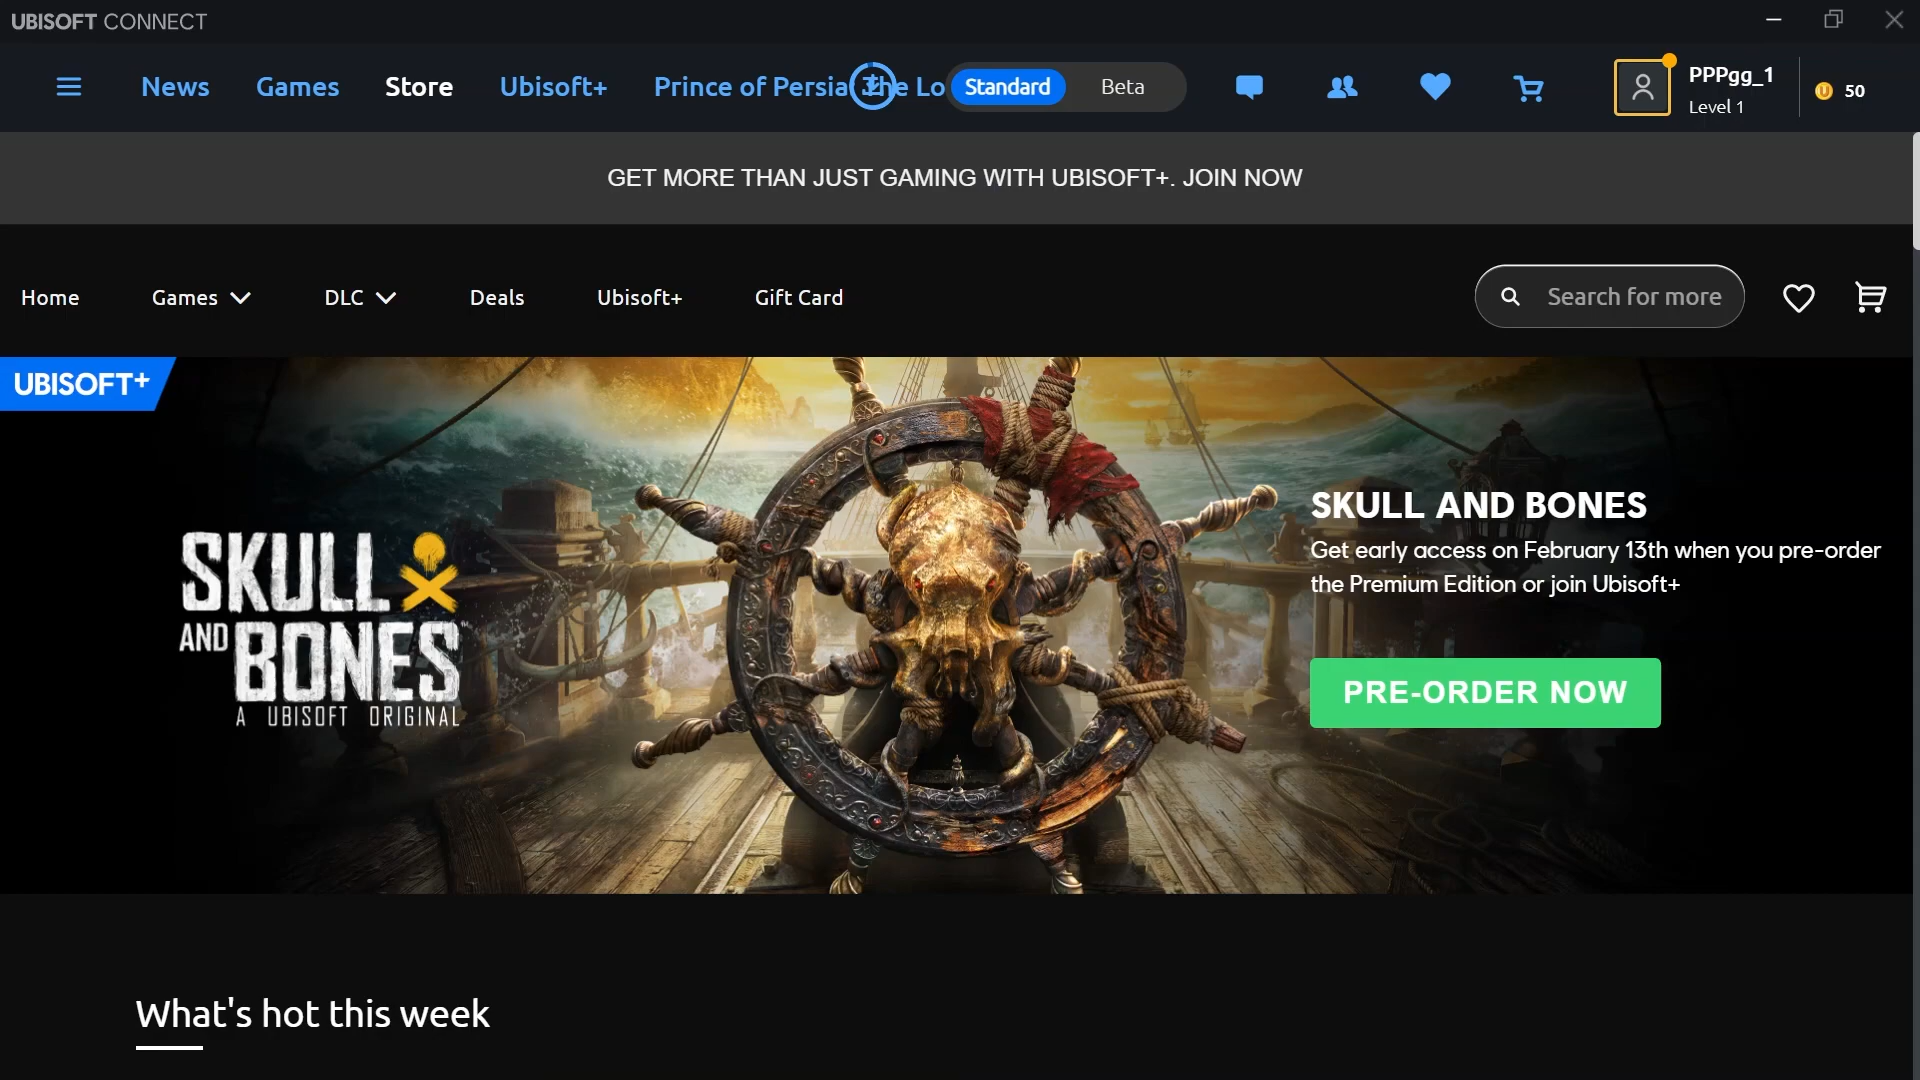 UBISOFT CONNECT
News Games Store Ubisoft+ Prince of Persia The Lo Standard Beta
PPPgg_1
Level 1
50
GET MORE THAN JUST GAMING WITH UBISOFT+. JOIN NOW
Home Games DLC Deals Ubisoft+ Gift Card Search for more
UBISOFT+
SKULL
AND BONES
A UBISOFT ORIGINAL
SKULL AND BONES
Get early access on February 13th when you pre-order
the Premium Edition or join Ubisoft+
PRE-ORDER NOW
What's hot this week